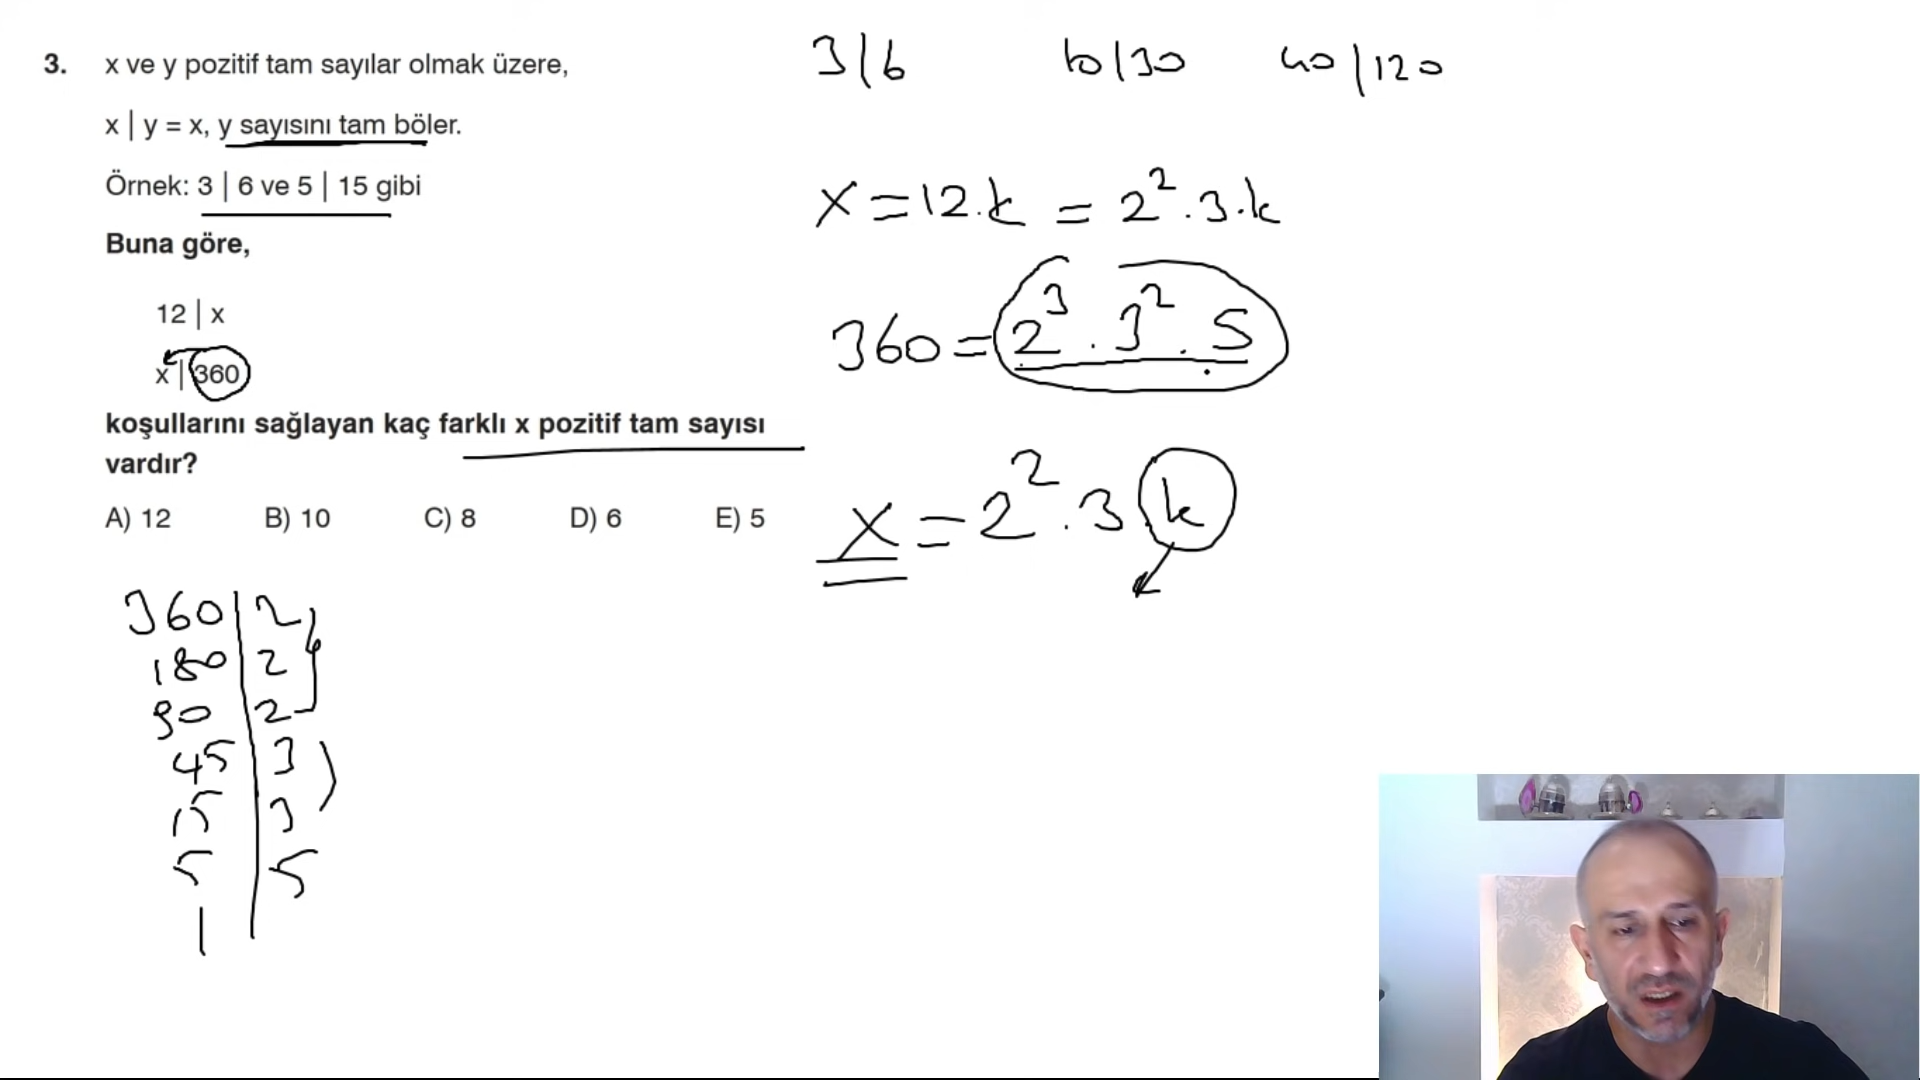 3. x ve y pozitif tam sayılar olmak üzere,
x | y = x, y sayısını tam böler.
Örnek: 3 | 6 ve 5 | 15 gibi
Buna göre,
12 | x
x | 360
koşullarını sağlayan kaç farklı x pozitif tam sayısı
vardır?
A) 12 B) 10 C) 8 D) 6 E) 5
360 | 2
180 | 2
90 | 2
45 | 3
15 | 3
5 | 5
1
3 | 6 10 | 30 40 | 120
x = 12.k = 2².3.k
360 = 2³.3².5
x = 2².3.k